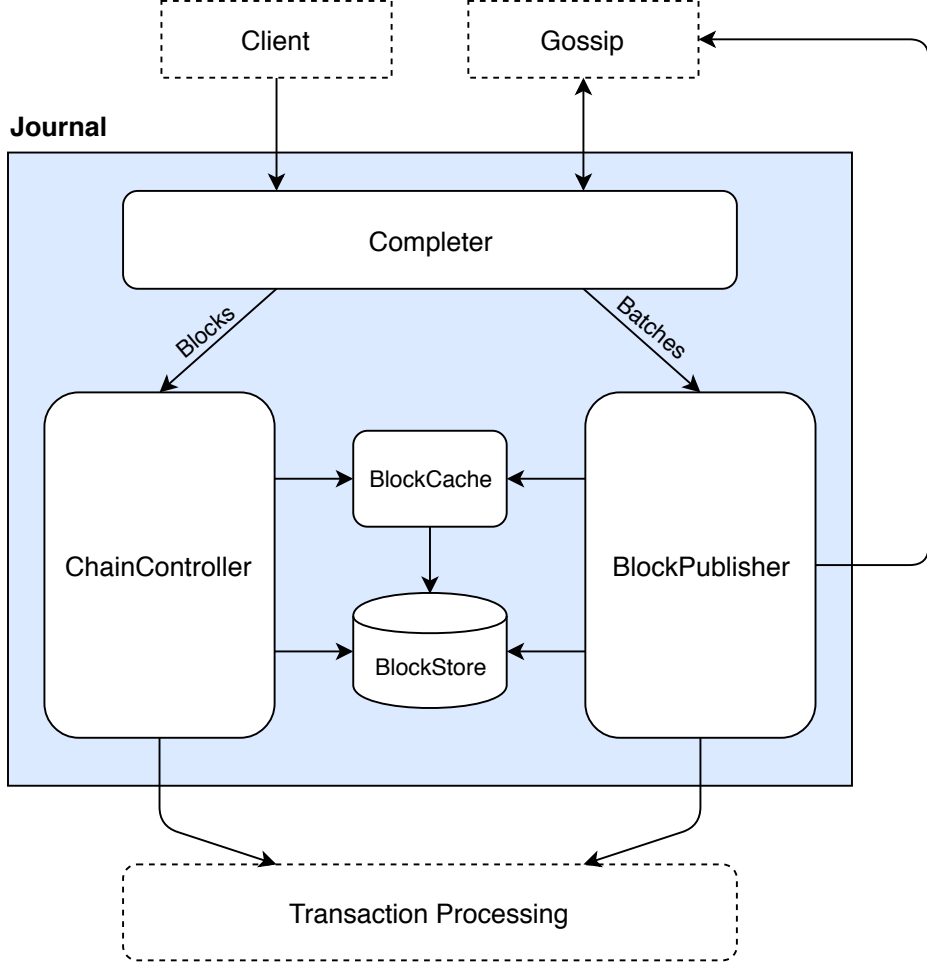 Client
Gossip
Journal
Completer
Blocks
Batches
BlockCache
ChainController
BlockPublisher
BlockStore
Transaction Processing